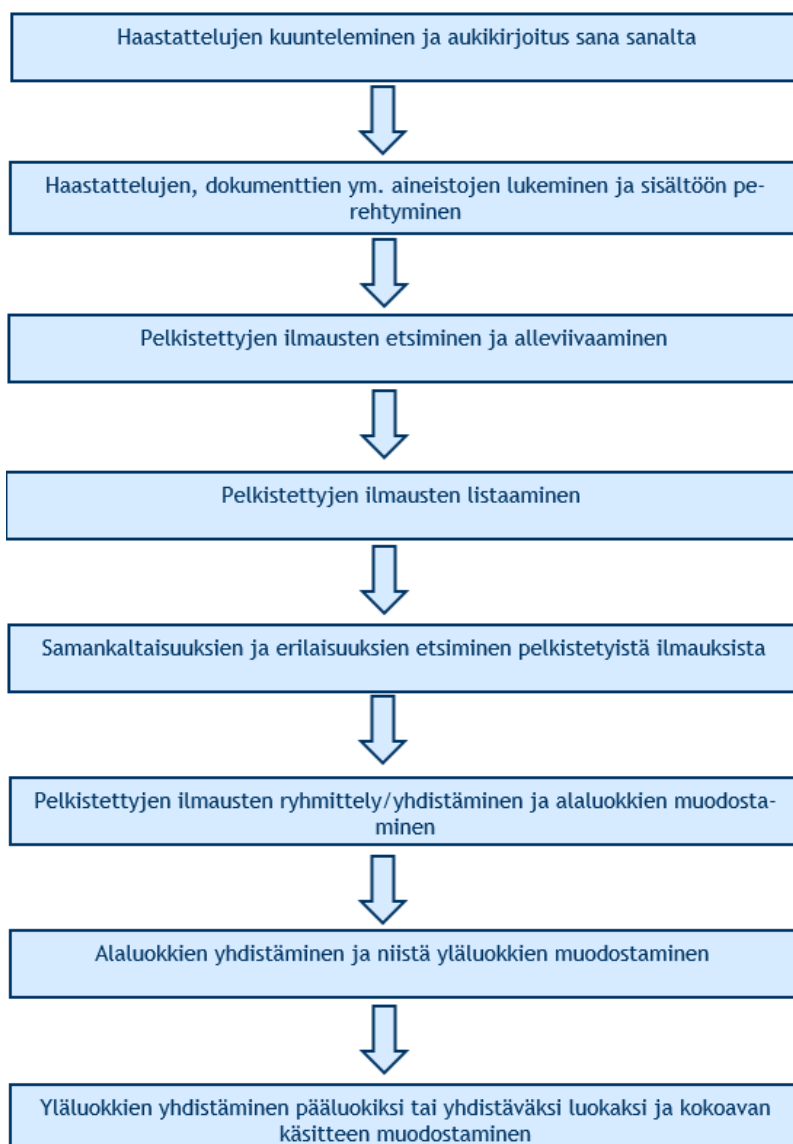 Haastattelujen kuunteleminen ja aukikirjoitus sana sanalta
Haastattelujen, dokumenttien ym. aineistojen lukeminen ja sisältöön pe-
rehtyminen
Pelkistettyjen ilmausten etsiminen ja alleviivaaminen
Pelkistettyjen ilmausten listaaminen
Samankaltaisuuksien ja erilaisuuksien etsiminen pelkistetyistä ilmauksista
Pelkistettyjen ilmausten ryhmittely/yhdistäminen ja alaluokkien muodosta-
minen
Alaluokkien yhdistäminen ja niistä yläluokkien muodostaminen
Yläluokkien yhdistäminen pääluokiksi tai yhdistäväksi luokaksi ja kokoavan
käsitteen muodostaminen